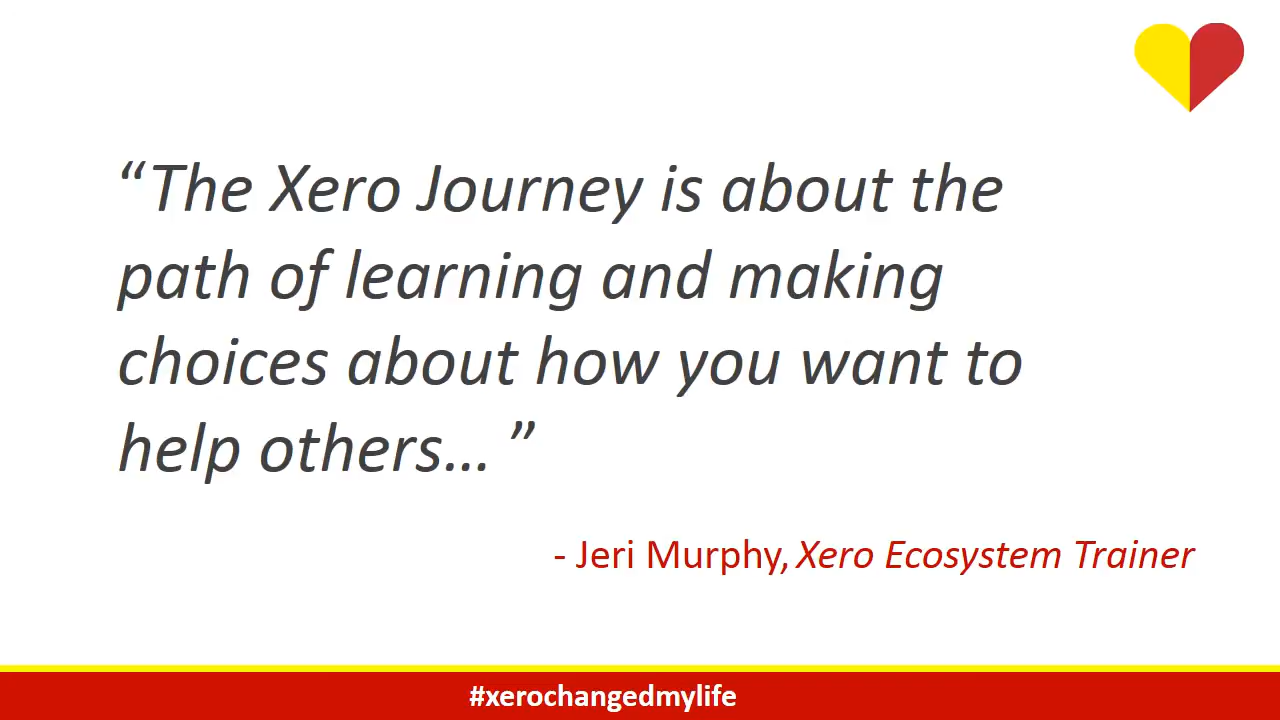 “The Xero Journey is about the
path of learning and making
choices about how you want to
help others… ”
- Jeri Murphy, Xero Ecosystem Trainer
#xerochangedmylife